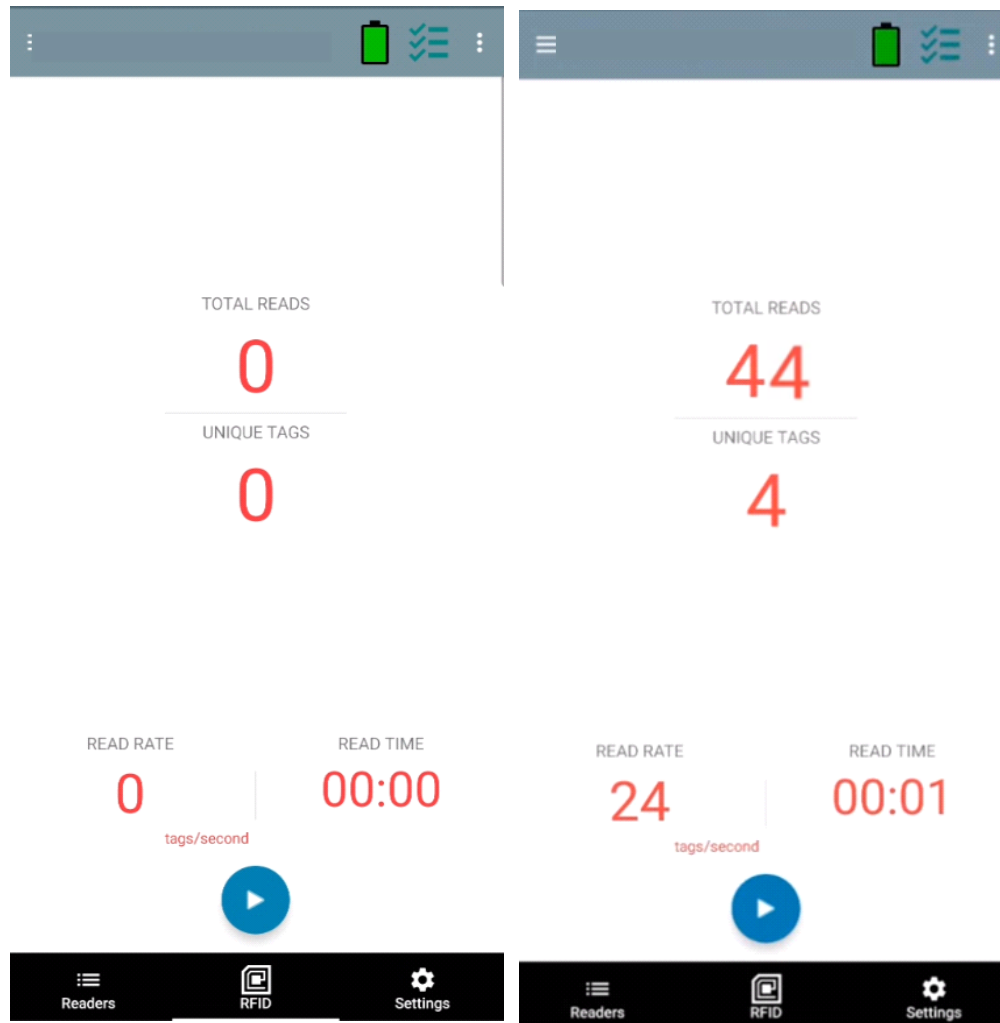 TOTAL READS
0
UNIQUE TAGS
0
READ RATE
READ TIME
0
00:00
tags/second
Readers
RFID
Settings
TOTAL READS
44
UNIQUE TAGS
4
READ RATE
READ TIME
24
00:01
tags/second
Readers
RFID
Settings